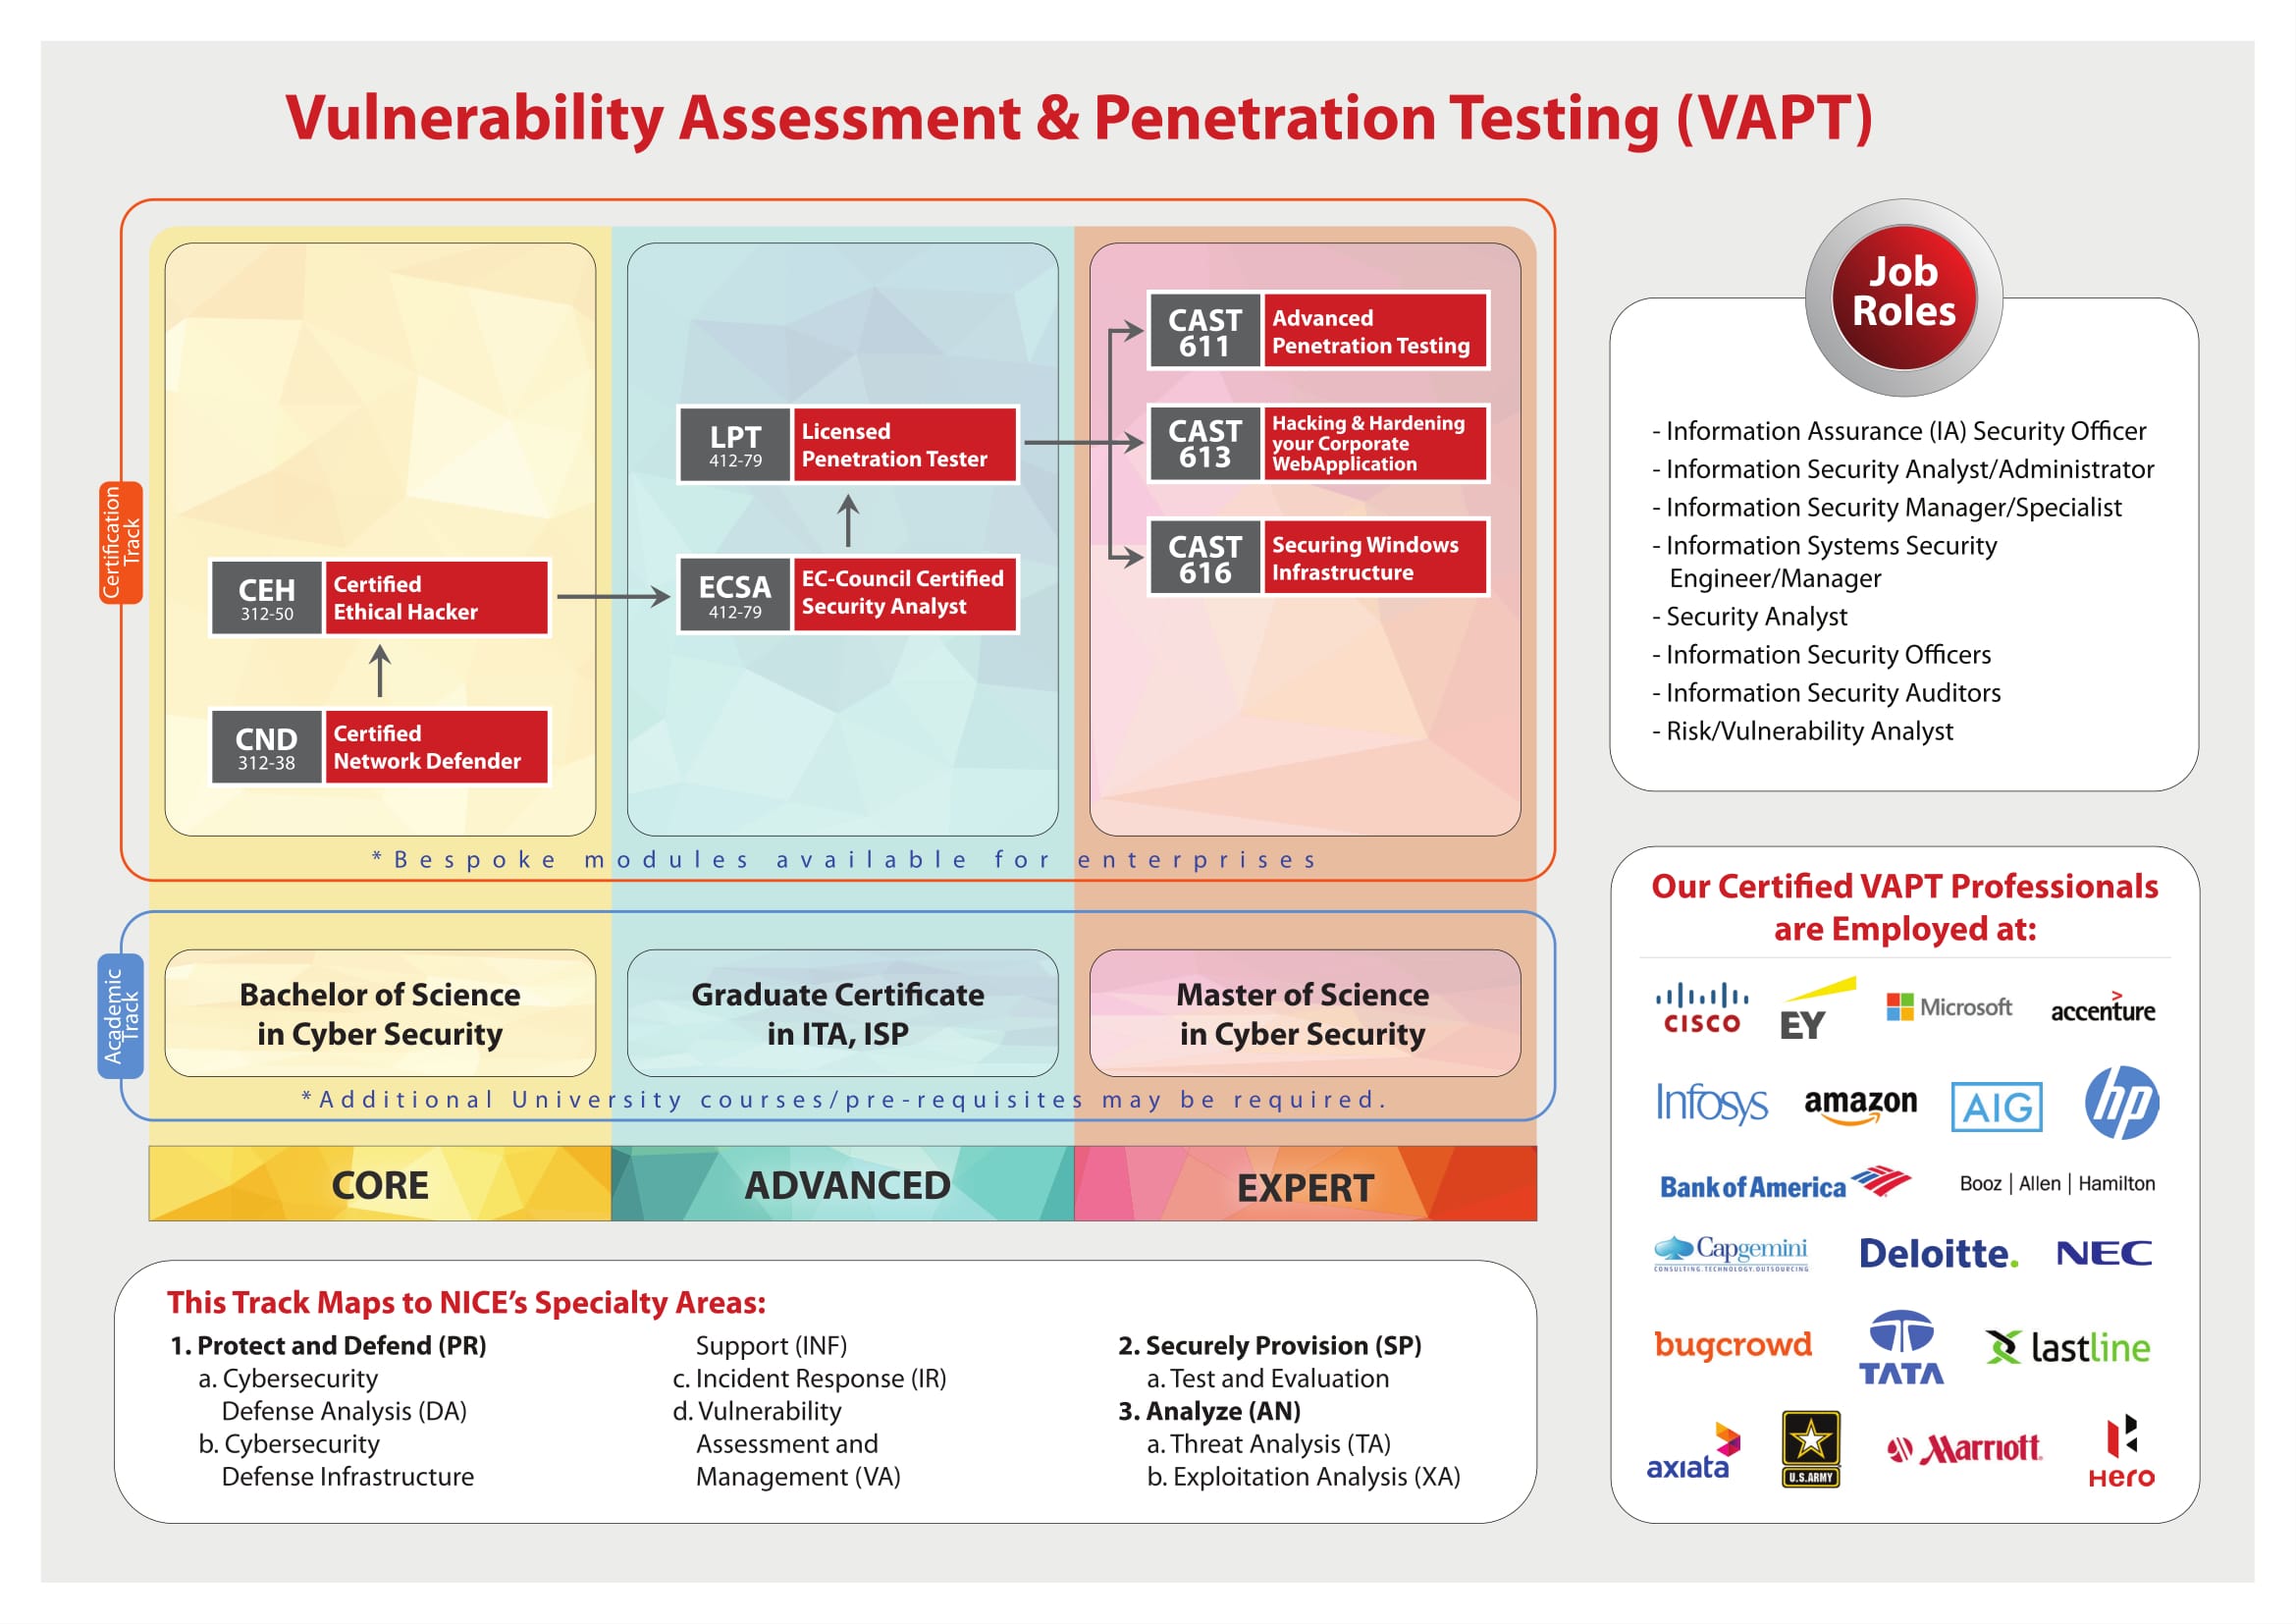 Vulnerability Assessment & Penetration Testing (VAPT)
Certification
Track
CEH
312-50
Certified
Ethical Hacker
CND
312-38
Certified
Network Defender
LPT
412-79
Licensed
Penetration Tester
ECSA
412-79
EC-Council Certified
Security Analyst
CAST
611
Advanced
Penetration Testing
CAST
613
Hacking & Hardening
your Corporate
WebApplication
CAST
616
Securing Windows
Infrastructure
*Bespoke modules available for enterprises
Academic
Track
Bachelor of Science
in Cyber Security
Graduate Certificate
in ITA, ISP
Master of Science
in Cyber Security
*Additional University courses/pre-requisites may be required.
CORE
ADVANCED
EXPERT
This Track Maps to NICE’s Specialty Areas:
1. Protect and Defend (PR)
a. Cybersecurity
Defense Analysis (DA)
b. Cybersecurity
Defense Infrastructure
Support (INF)
c. Incident Response (IR)
d. Vulnerability
Assessment and
Management (VA)
2. Securely Provision (SP)
a. Test and Evaluation
3. Analyze (AN)
a. Threat Analysis (TA)
b. Exploitation Analysis (XA)
Job
Roles
- Information Assurance (IA) Security Officer
- Information Security Analyst/Administrator
- Information Security Manager/Specialist
- Information Systems Security
Engineer/Manager
- Security Analyst
- Information Security Officers
- Information Security Auditors
- Risk/Vulnerability Analyst
Our Certified VAPT Professionals
are Employed at:
CISCO
EY
Microsoft
accenture
Infosys
amazon
AIG
hp
Bank of America
Booz | Allen | Hamilton
Capgemini
CONSULTING.TECHNOLOGY.OUTSOURCING
Deloitte.
NEC
bugcrowd
TATA
lastline
axiata
U.S.ARMY
Marriott
Hero